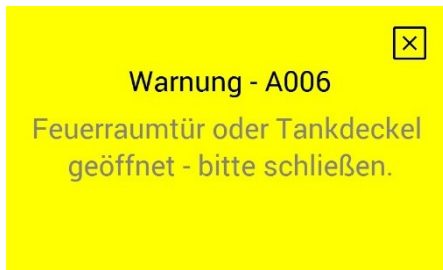 Warnung - A006
Feuerraumtür oder Tankdeckel
geöffnet - bitte schließen.